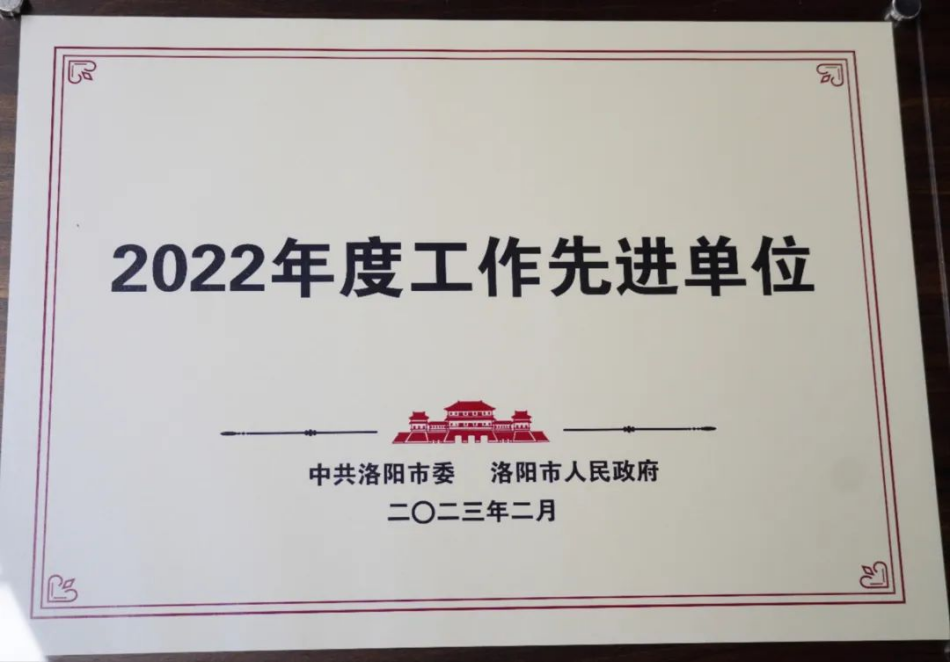 2022年度工作先进单位
中共洛阳市委 洛阳市人民政府
二〇二三年二月